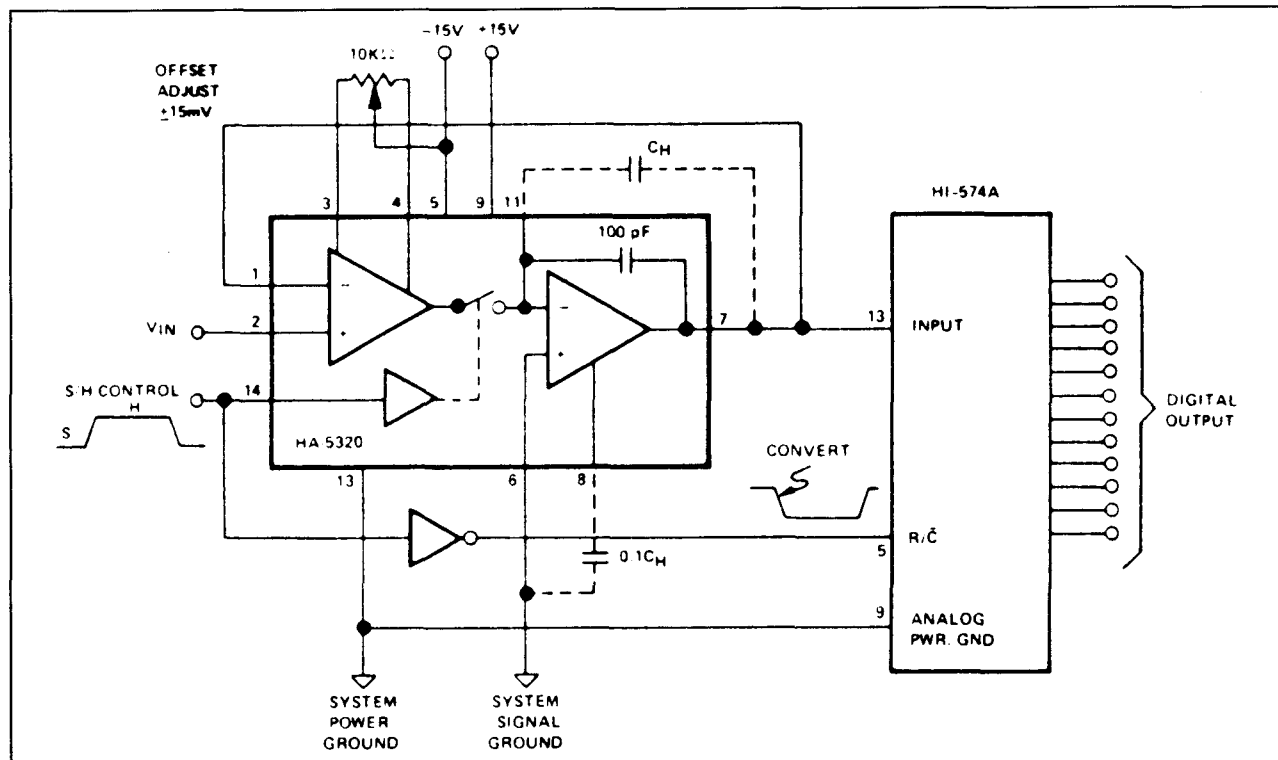 -15V +15V
10KΩ
OFFSET
ADJUST
±15mV
CH
HI-574A
3 4 5 9 11
100 pF
1
-
-
VIN
2
+
7
13
INPUT
+
S/H CONTROL
14
H
S
DIGITAL
OUTPUT
HA-5320
CONVERT
13
6
8
R/C̄
5
0.1CH
9
ANALOG
PWR. GND
SYSTEM
POWER
GROUND
SYSTEM
SIGNAL
GROUND